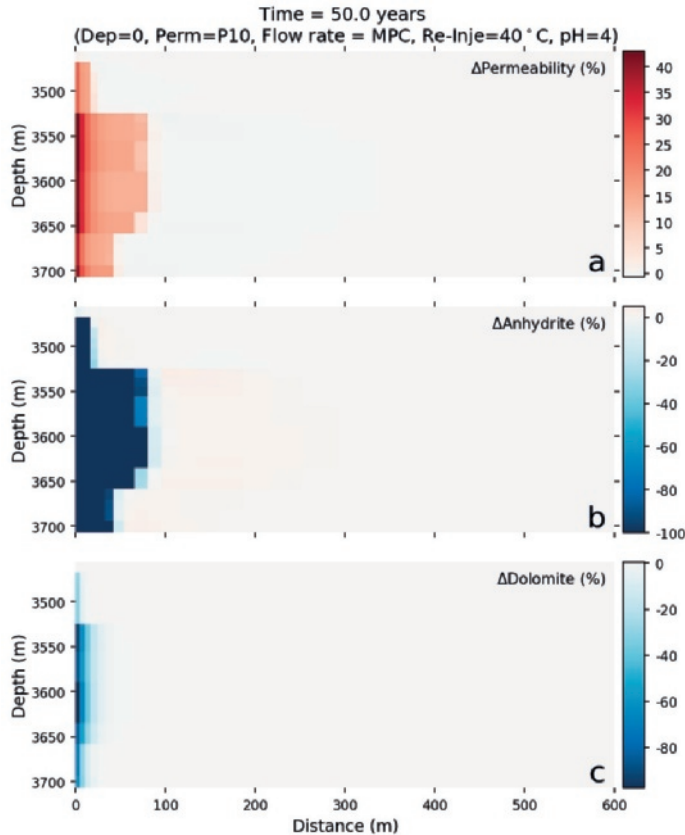 Time = 50.0 years
(Dep=0, Perm=P10, Flow rate = MPC, Re-Inje=40°C, pH=4)
ΔPermeability (%)
Depth (m)
3500
3550
3600
3650
3700
a
40
35
30
25
20
15
10
5
0
ΔAnhydrite (%)
Depth (m)
3500
3550
3600
3650
3700
b
0
-20
-40
-60
-80
-100
ΔDolomite (%)
Depth (m)
3500
3550
3600
3650
3700
c
0
-20
-40
-60
-80
0 100 200 300 400 500 600
Distance (m)